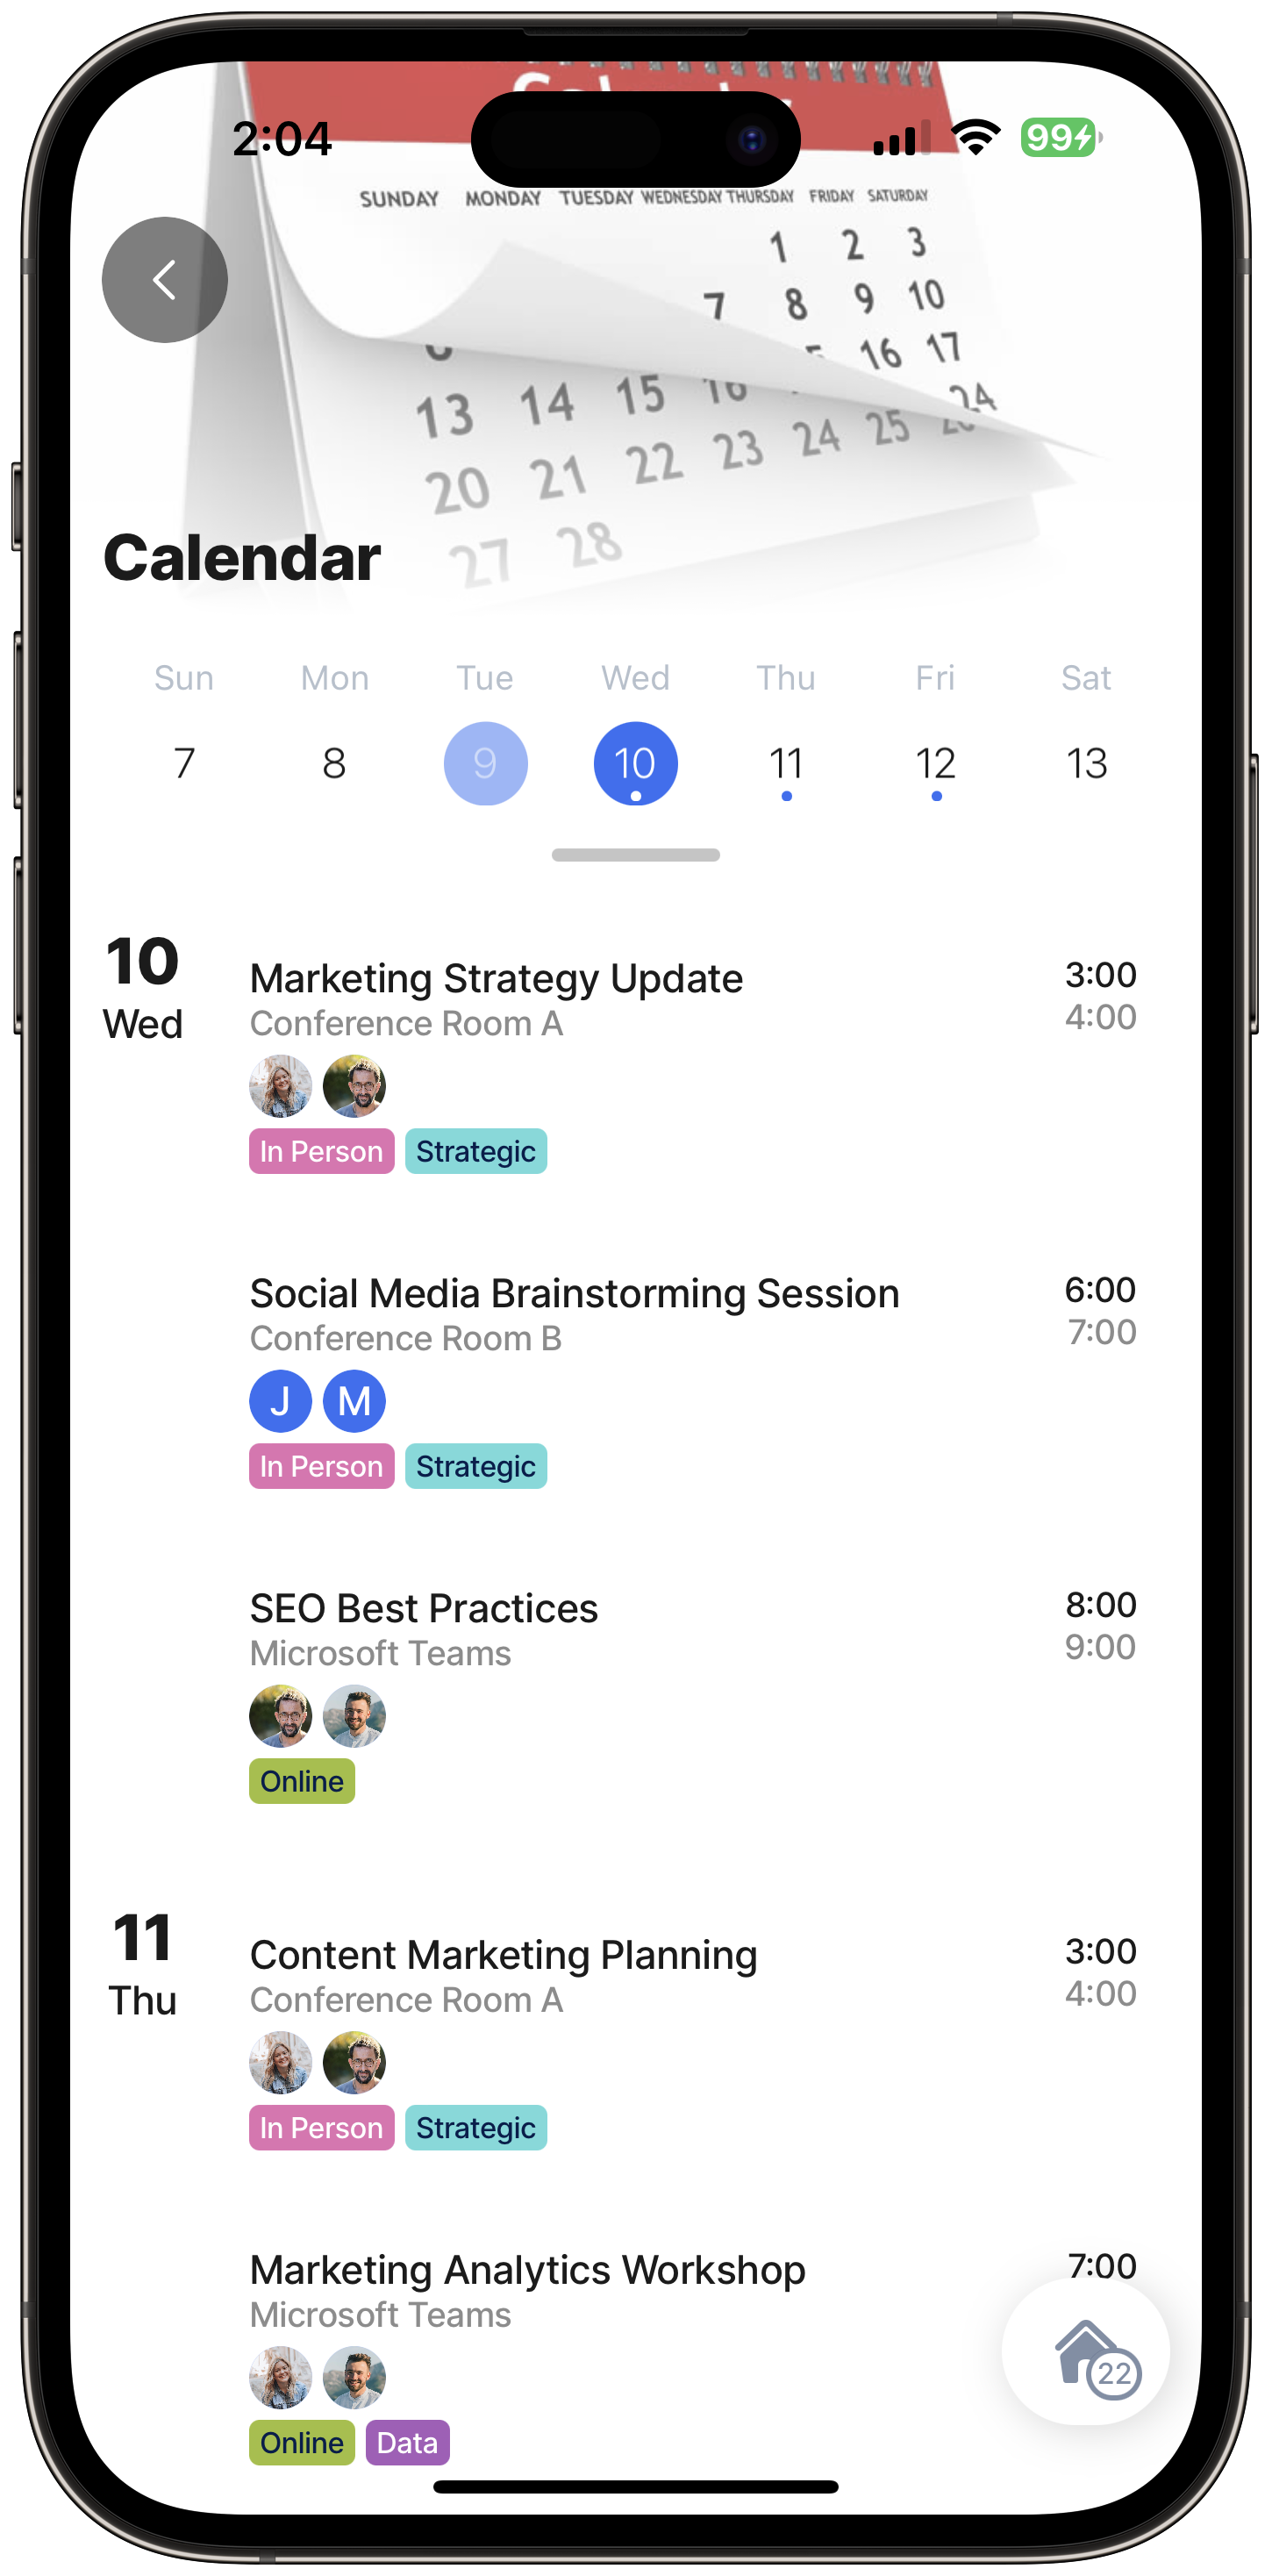 2:04
99
SUNDAY MONDAY TUESDAY WEDNESDAY THURSDAY FRIDAY SATURDAY
1 2 3
7 8 9 10
16 17
13 14 15 16 24
20 21 22 23 24 25
27 28
Calendar
Sun Mon Tue Wed Thu Fri Sat
7 8 9 10 11 12 13
10
Wed
Marketing Strategy Update 3:00
Conference Room A 4:00
In Person Strategic
Social Media Brainstorming Session 6:00
Conference Room B 7:00
J M
In Person Strategic
SEO Best Practices 8:00
Microsoft Teams 9:00
Online
11
Thu
Content Marketing Planning 3:00
Conference Room A 4:00
In Person Strategic
Marketing Analytics Workshop 7:00
Microsoft Teams
22
Online Data